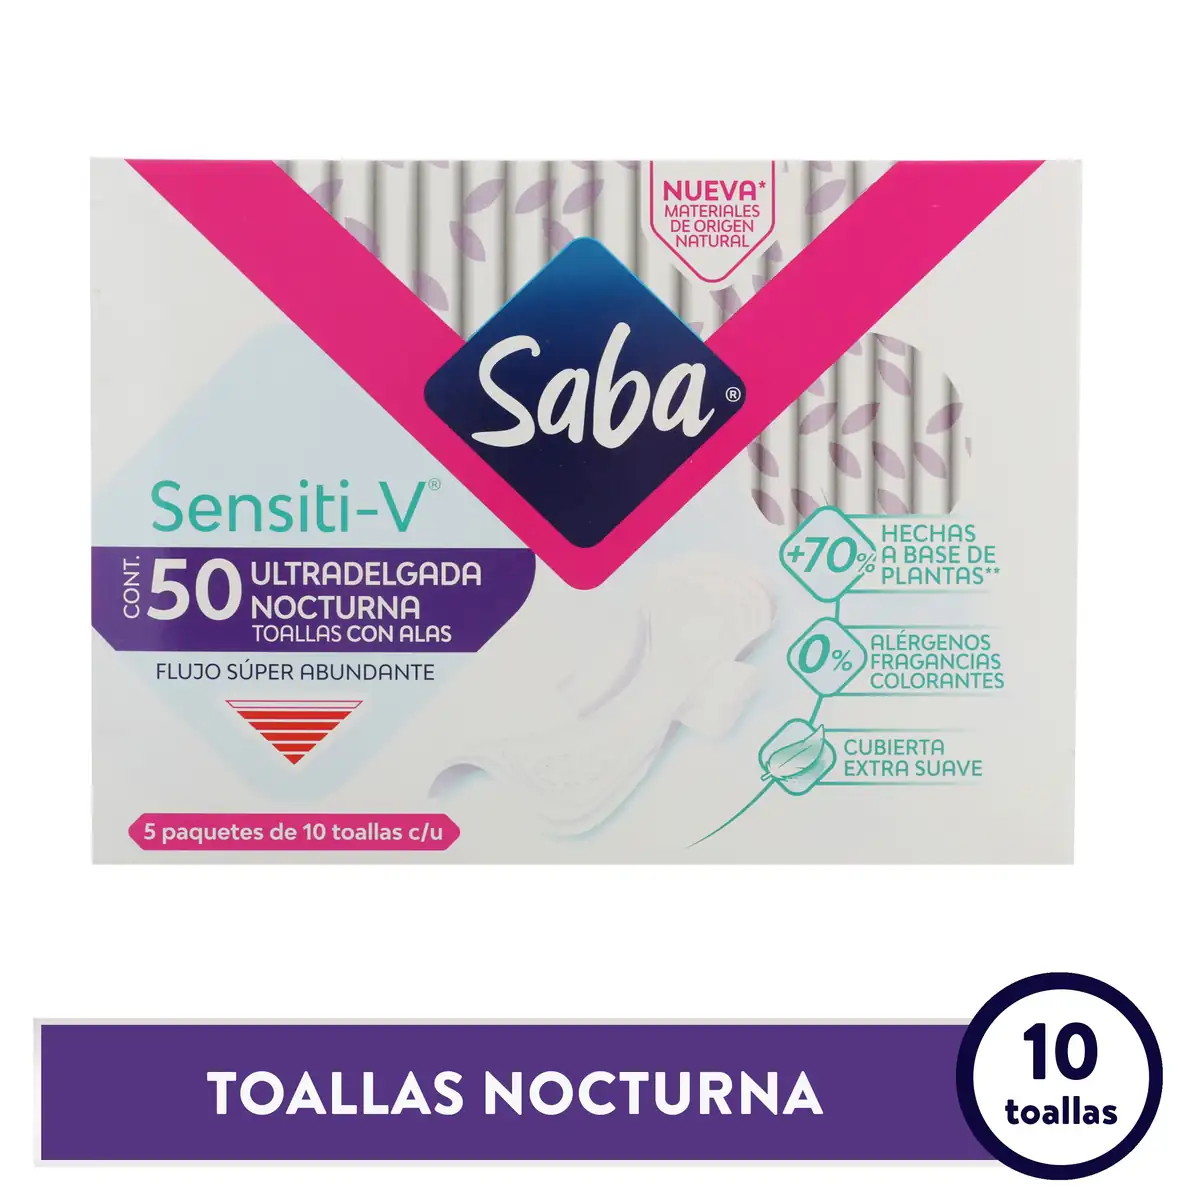 NUEVA*
MATERIALES
DE ORIGEN
NATURAL
Saba®
Sensiti-V®
CONT. 50 ULTRADELGADA
NOCTURNA
TOALLAS CON ALAS
FLUJO SÚPER ABUNDANTE
5 paquetes de 10 toallas c/u
+70% HECHAS
A BASE DE
PLANTAS**
0% ALÉRGENOS
FRAGANCIAS
COLORANTES
CUBIERTA
EXTRA SUAVE
TOALLAS NOCTURNA
10
toallas